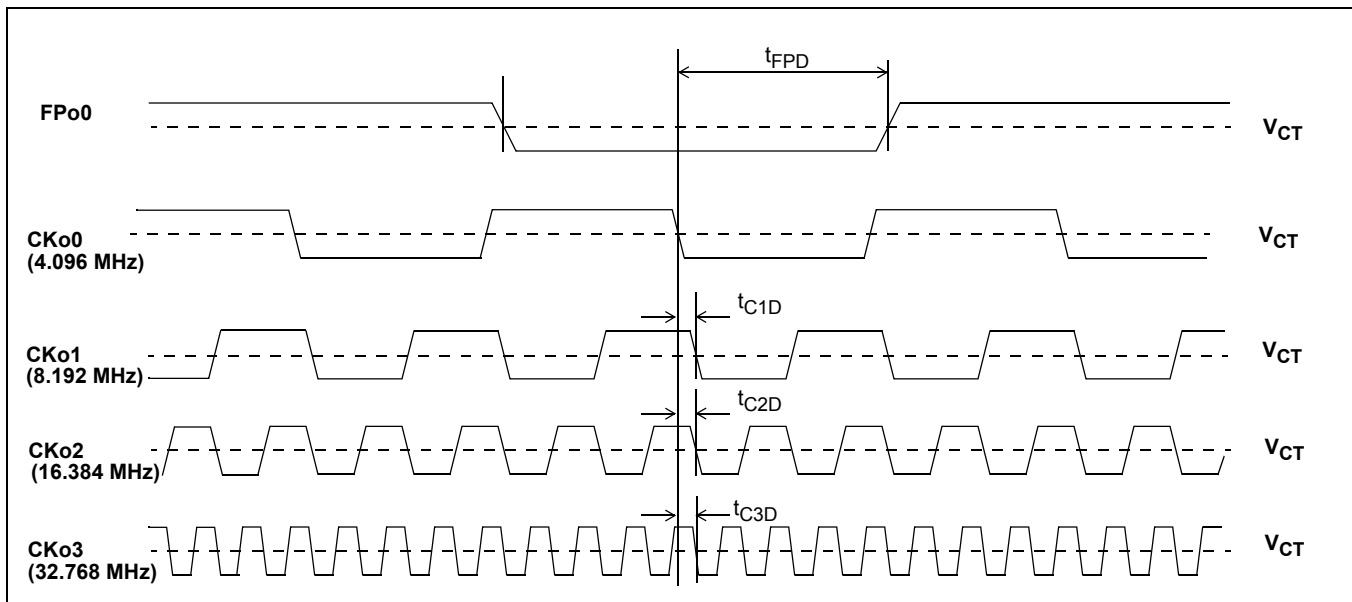 tFPD
FPo0
VCT
CKo0
(4.096 MHz)
VCT
tC1D
CKo1
(8.192 MHz)
VCT
tC2D
CKo2
(16.384 MHz)
VCT
tC3D
CKo3
(32.768 MHz)
VCT